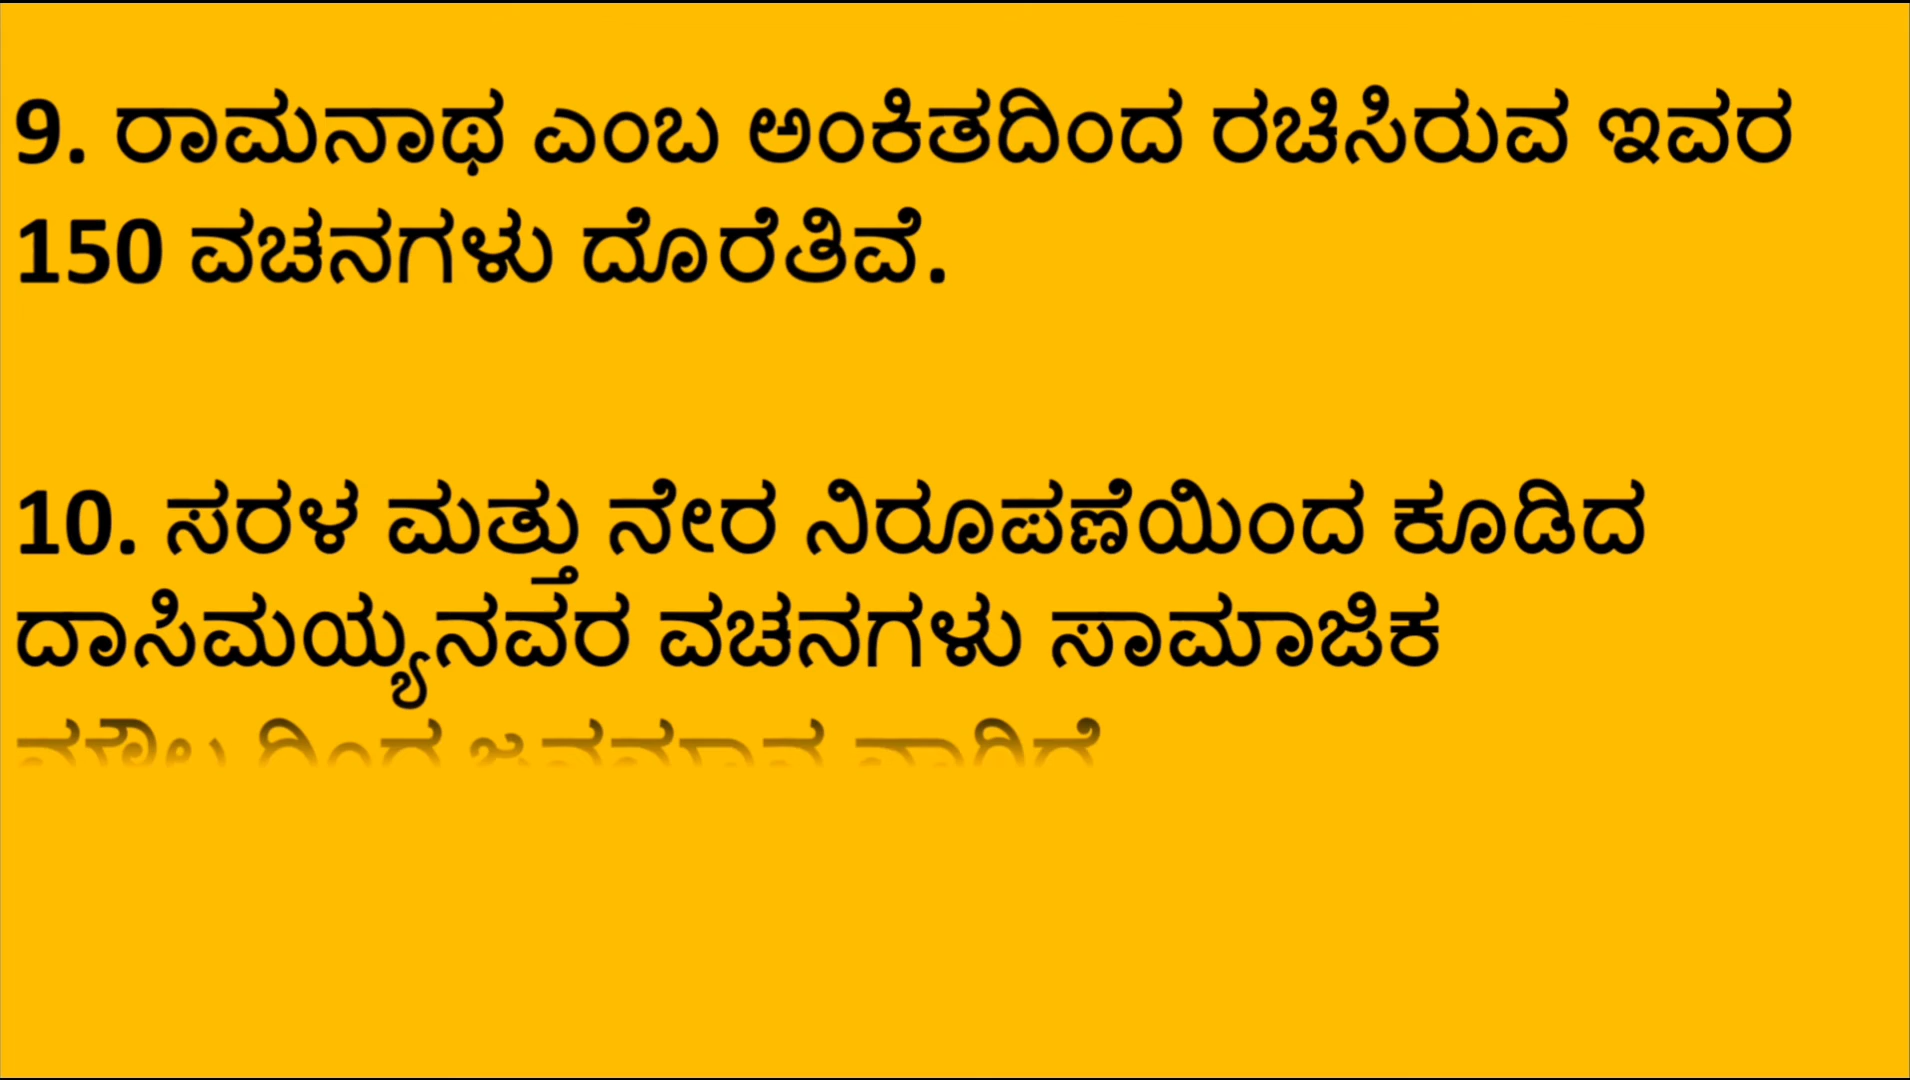 9. ರಾಮನಾಥ ಎಂಬ ಅಂಕಿತದಿಂದ ರಚಿಸಿರುವ ಇವರ
150 ವಚನಗಳು ದೊರೆತಿವೆ.
10. ಸರಳ ಮತ್ತು ನೇರ ನಿರೂಪಣೆಯಿಂದ ಕೂಡಿದ
ದಾಸಿಮಯ್ಯನವರ ವಚನಗಳು ಸಾಮಾಜಿಕ